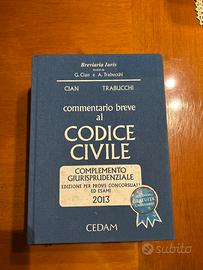 Breviaria Iuris
G. Cian e A. Trabucchi
CIAN TRABUCCHI
commentario breve
al
CODICE
CIVILE
COMPLEMENTO
GIURISPRUDENZIALE
EDIZIONE PER PROVE CONCORSUALI
ED ESAMI
2013
GRATUITA
CEDAM
subito